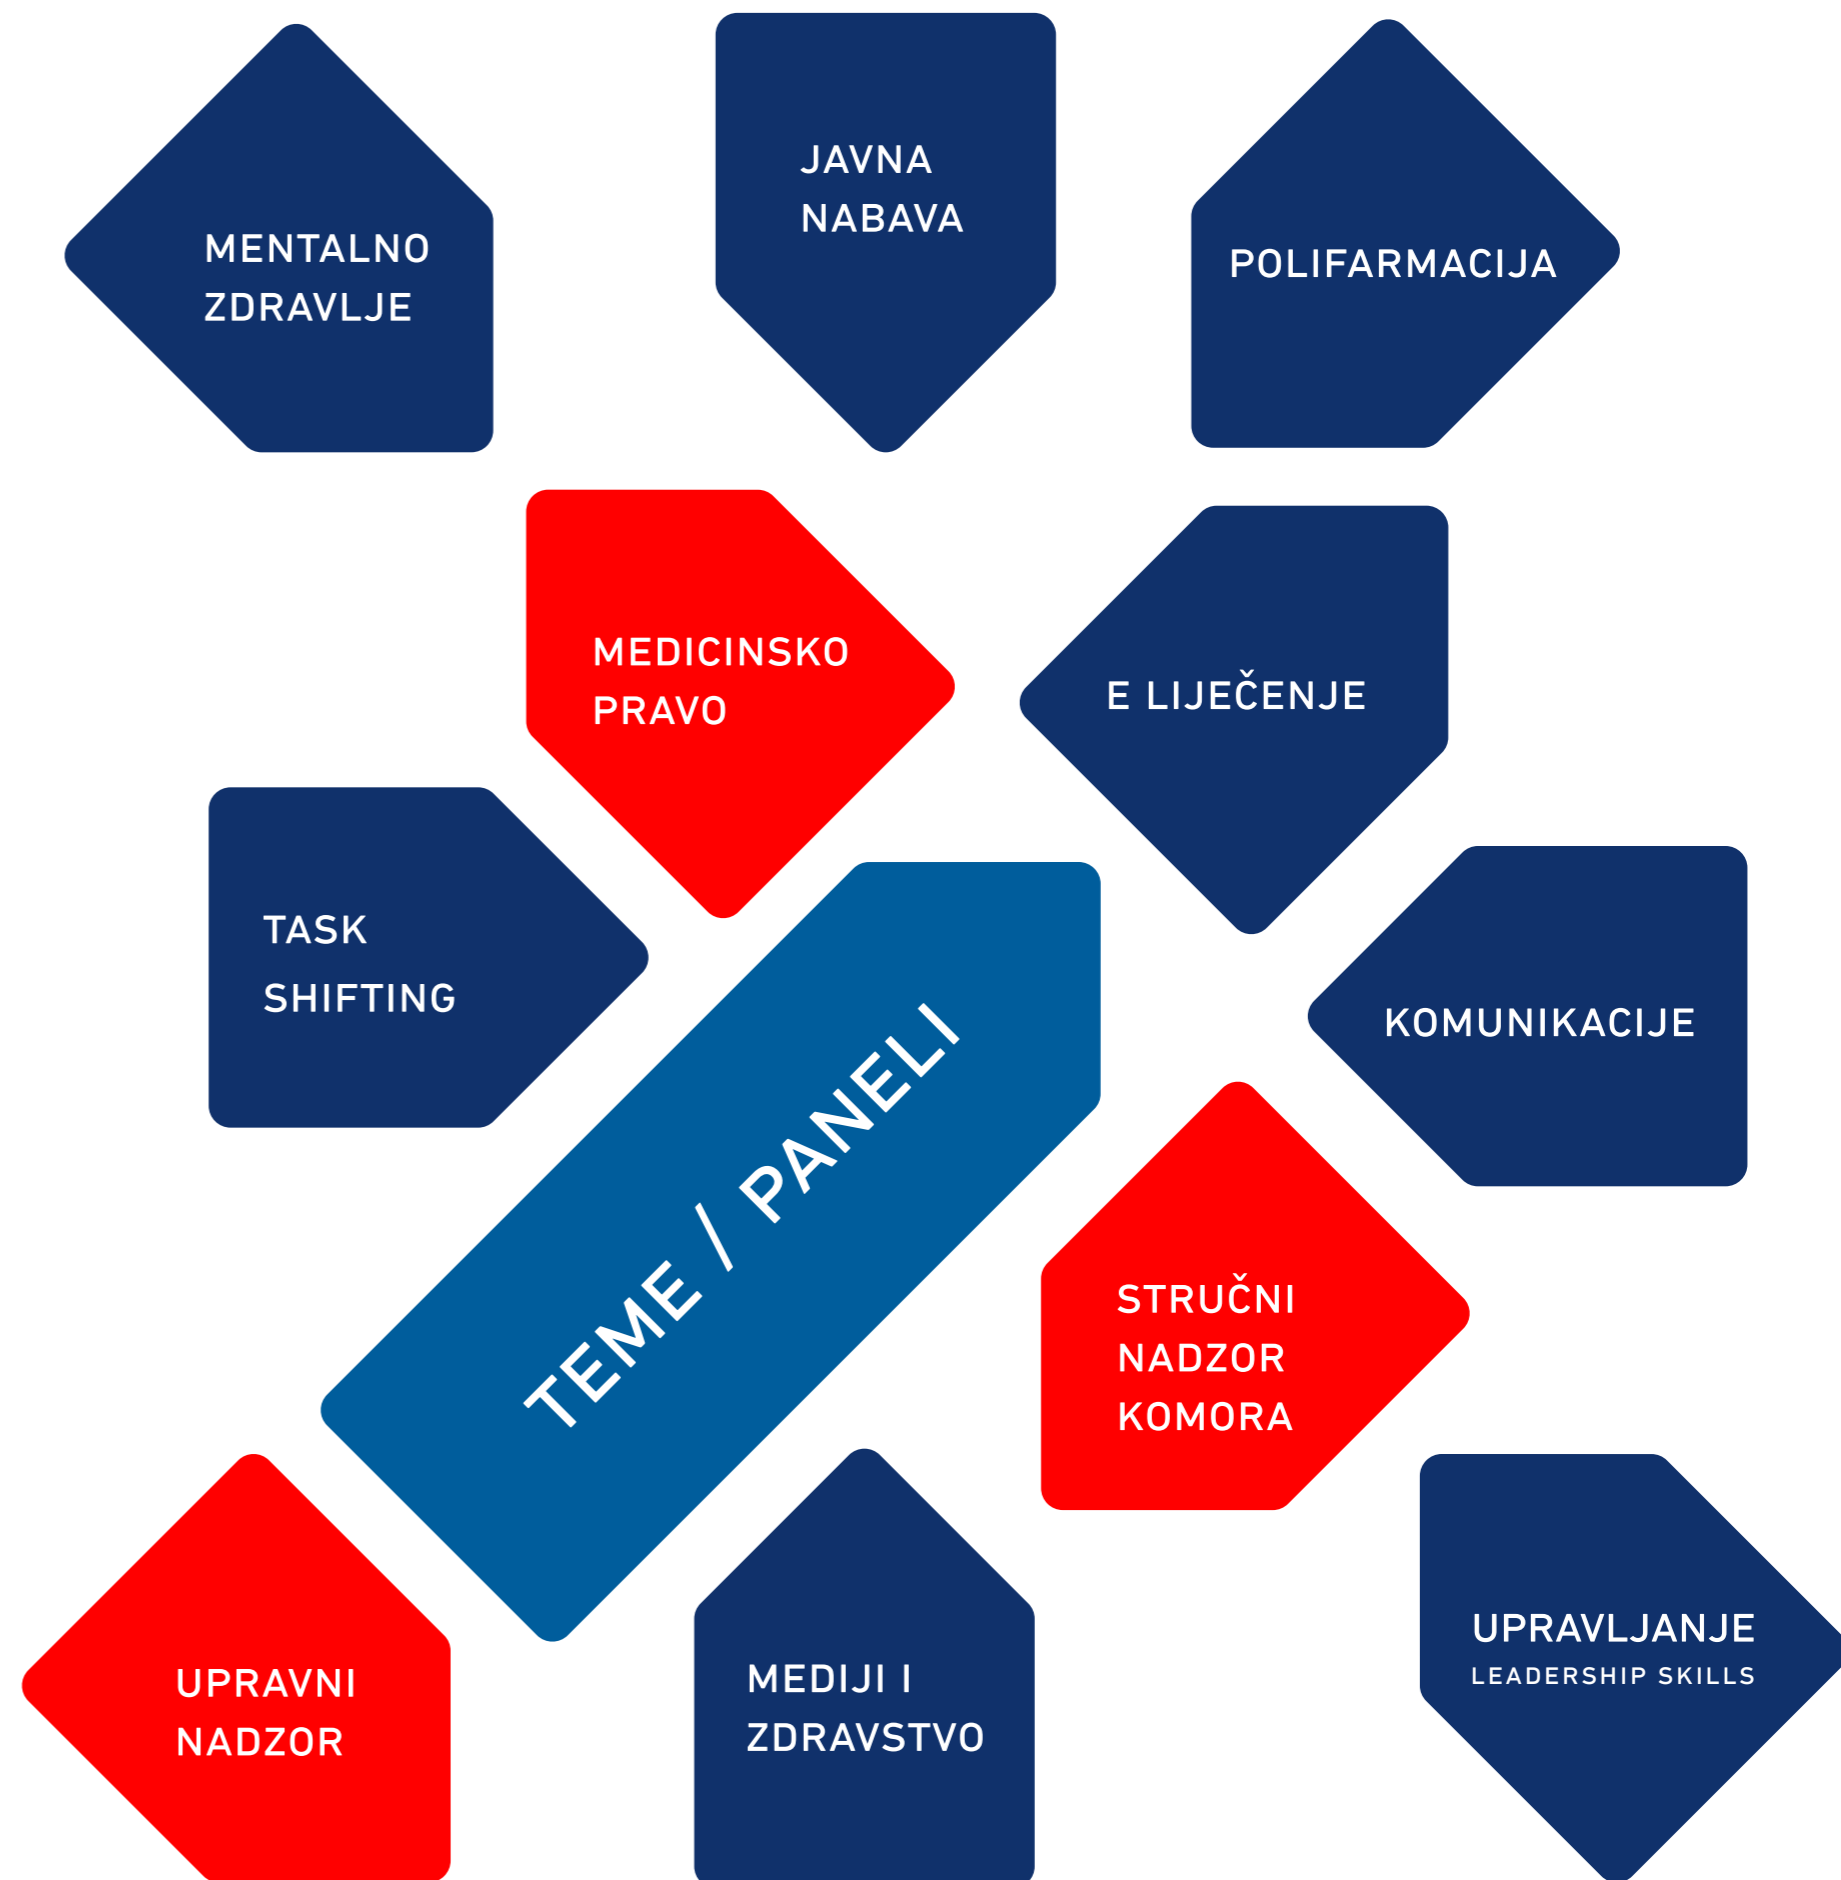 MENTALNO
ZDRAVLJE
JAVNA
NABAVA
POLIFARMACIJA
MEDICINSKO
PRAVO
E LIJEČENJE
TASK
SHIFTING
KOMUNIKACIJE
TEME / PANELI
STRUČNI
NADZOR
KOMORA
UPRAVNI
NADZOR
MEDIJI I
ZDRAVSTVO
UPRAVLJANJE
LEADERSHIP SKILLS